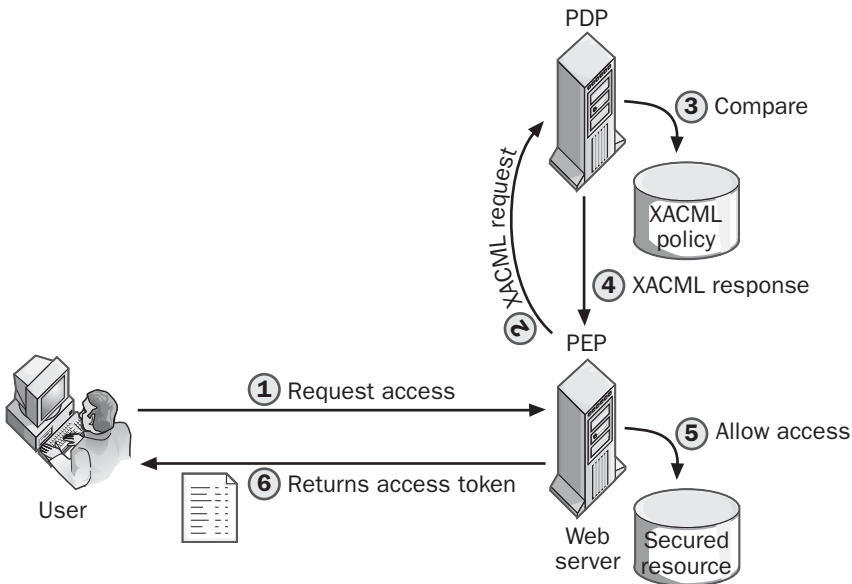 PDP
3 Compare
XACML
policy
2 XACML request
4 XACML response
PEP
1 Request access
5 Allow access
6 Returns access token
User
Web
server
Secured
resource